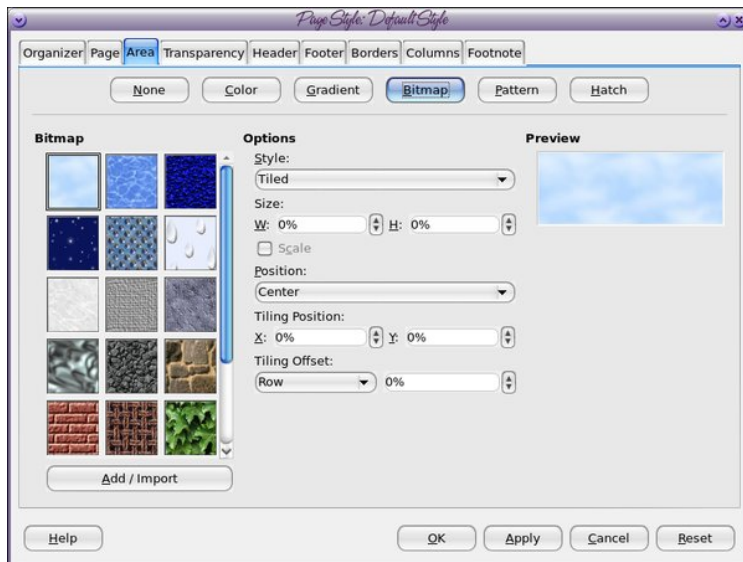 Page Style: Default Style
Organizer Page Area Transparency Header Footer Borders Columns Footnote
None Color Gradient Bitmap Pattern Hatch
Bitmap Options Preview
Style:
Tiled
Size:
W: 0% H: 0%
Scale
Position:
Center
Tiling Position:
X: 0% Y: 0%
Tiling Offset:
Row 0%
Add / Import
Help OK Apply Cancel Reset